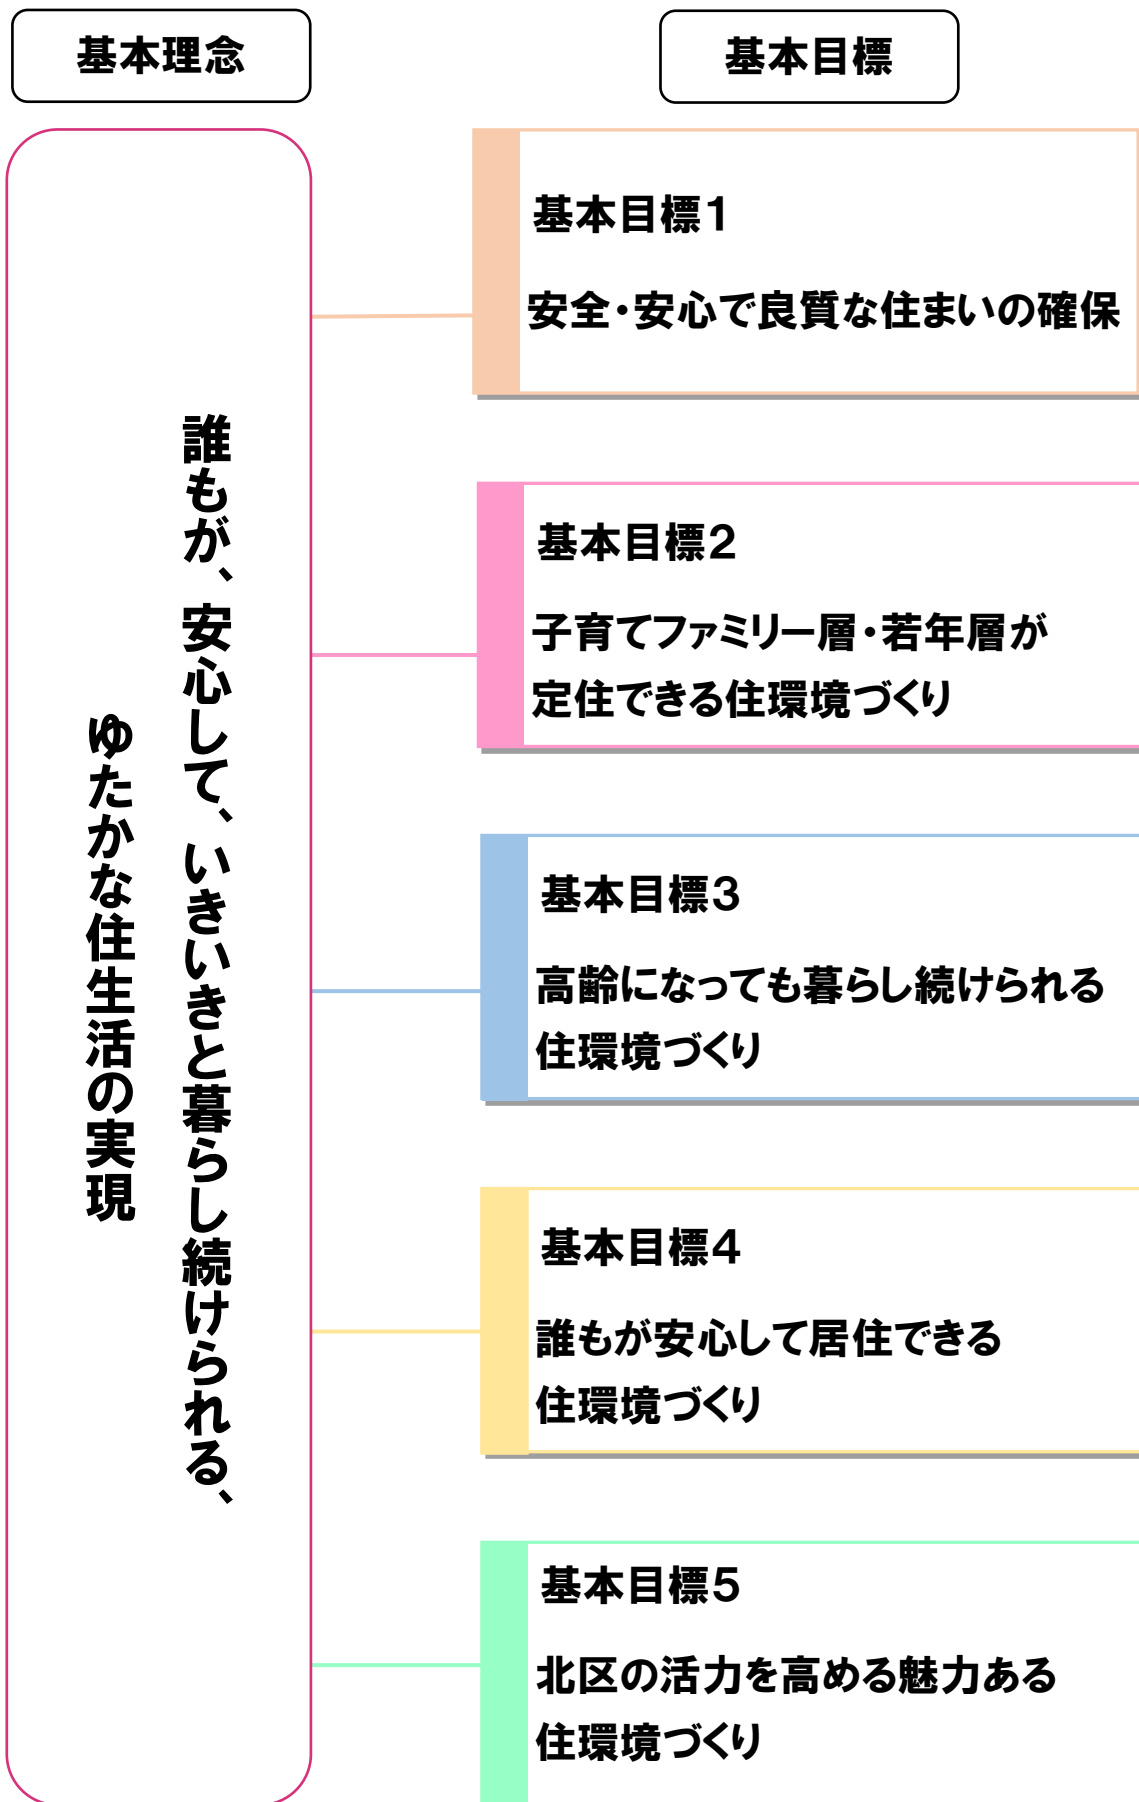 基本理念
基本目標
誰もが、安心して、いきいきと暮らし続けられる、
ゆたかな住生活の実現
基本目標1
安全・安心で良質な住まいの確保
基本目標2
子育てファミリー層・若年層が
定住できる住環境づくり
基本目標3
高齢になっても暮らし続けられる
住環境づくり
基本目標4
誰もが安心して居住できる
住環境づくり
基本目標5
北区の活力を高める魅力ある
住環境づくり